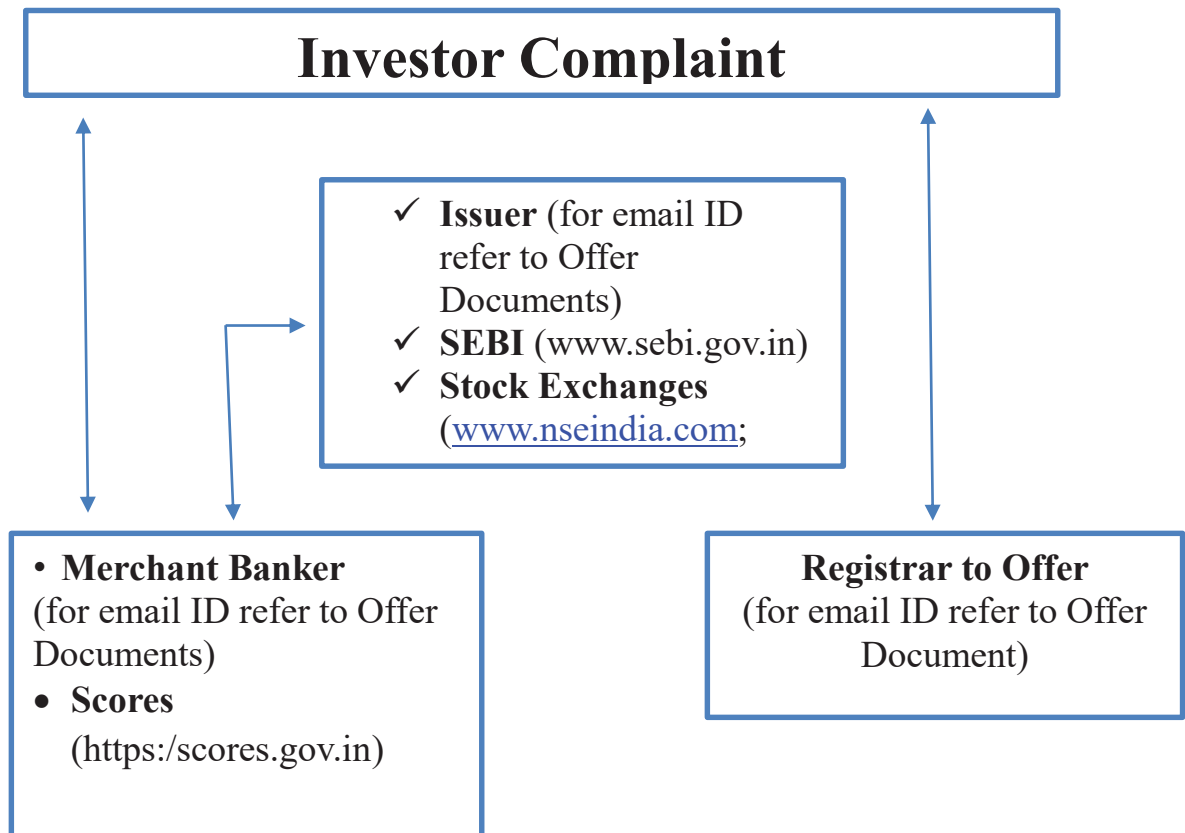 Investor Complaint
✓ Issuer (for email ID
refer to Offer
Documents)
✓ SEBI (www.sebi.gov.in)
✓ Stock Exchanges
(www.nseindia.com;
• Merchant Banker
(for email ID refer to Offer
Documents)
• Scores
(https:/scores.gov.in)
Registrar to Offer
(for email ID refer to Offer
Document)